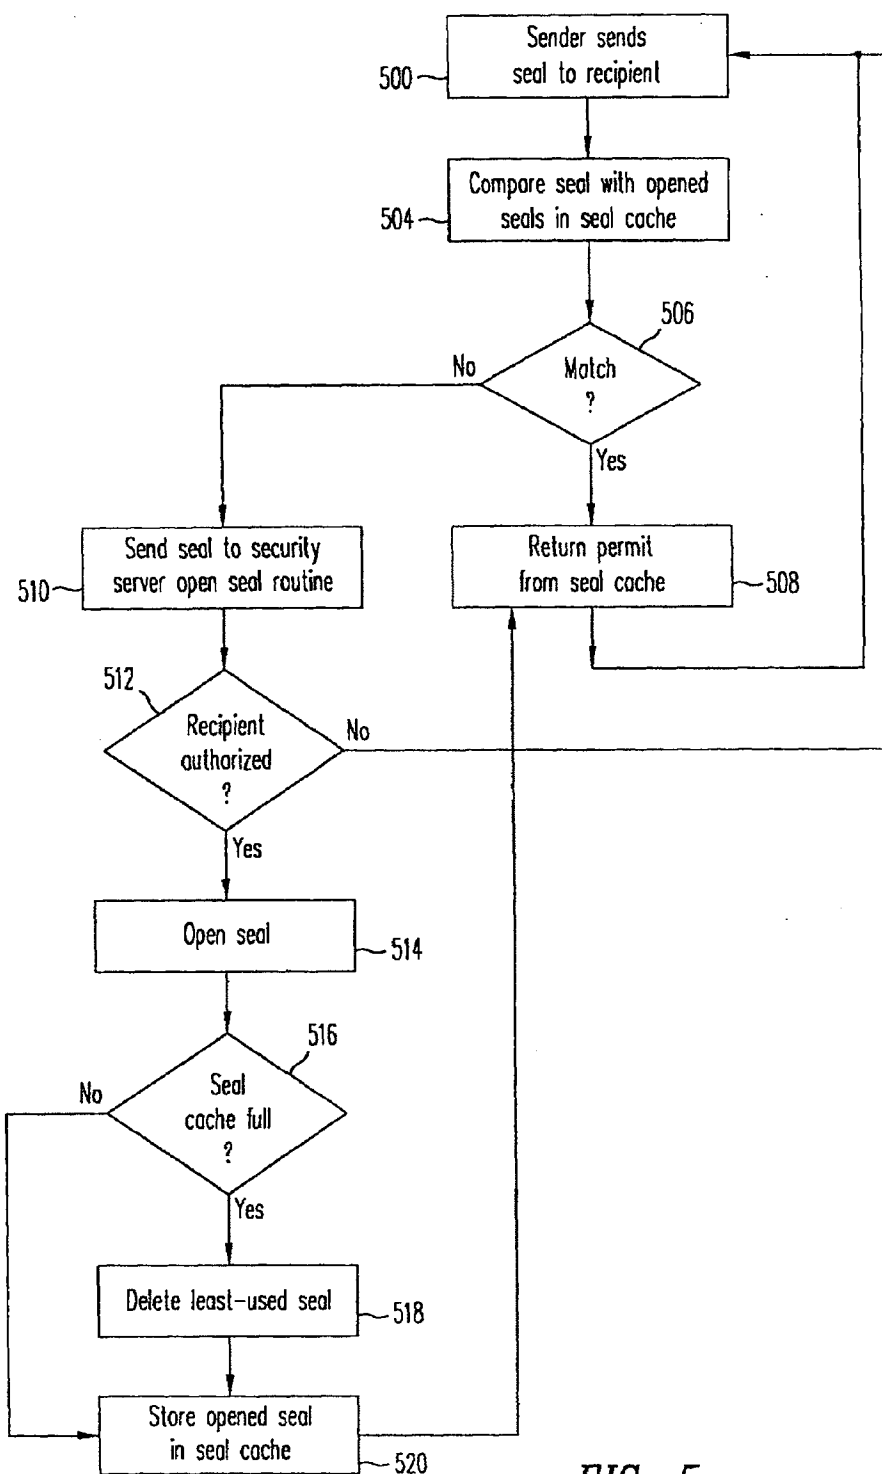 Sender sends
seal to recipient
500
Compare seal with opened
seals in seal cache
504
506
Match
?
No
Yes
Send seal to security
server open seal routine
510
Return permit
from seal cache
508
512
Recipient
authorized
?
No
Yes
Open seal
514
516
Seal
cache full
?
No
Yes
Delete least-used seal
518
Store opened seal
in seal cache
520
FIG. 5